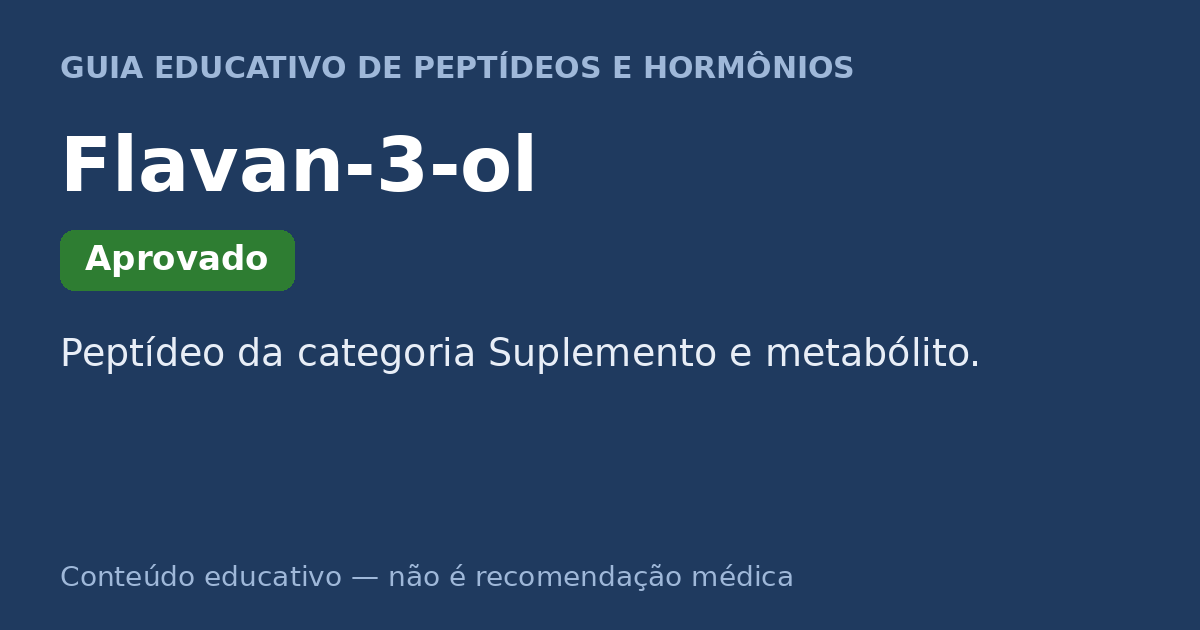 GUIA EDUCATIVO DE PEPTÍDEOS E HORMÔNIOS
Flavan-3-ol
Aprovado
Peptídeo da categoria Suplemento e metabólito.
Conteúdo educativo — não é recomendação médica